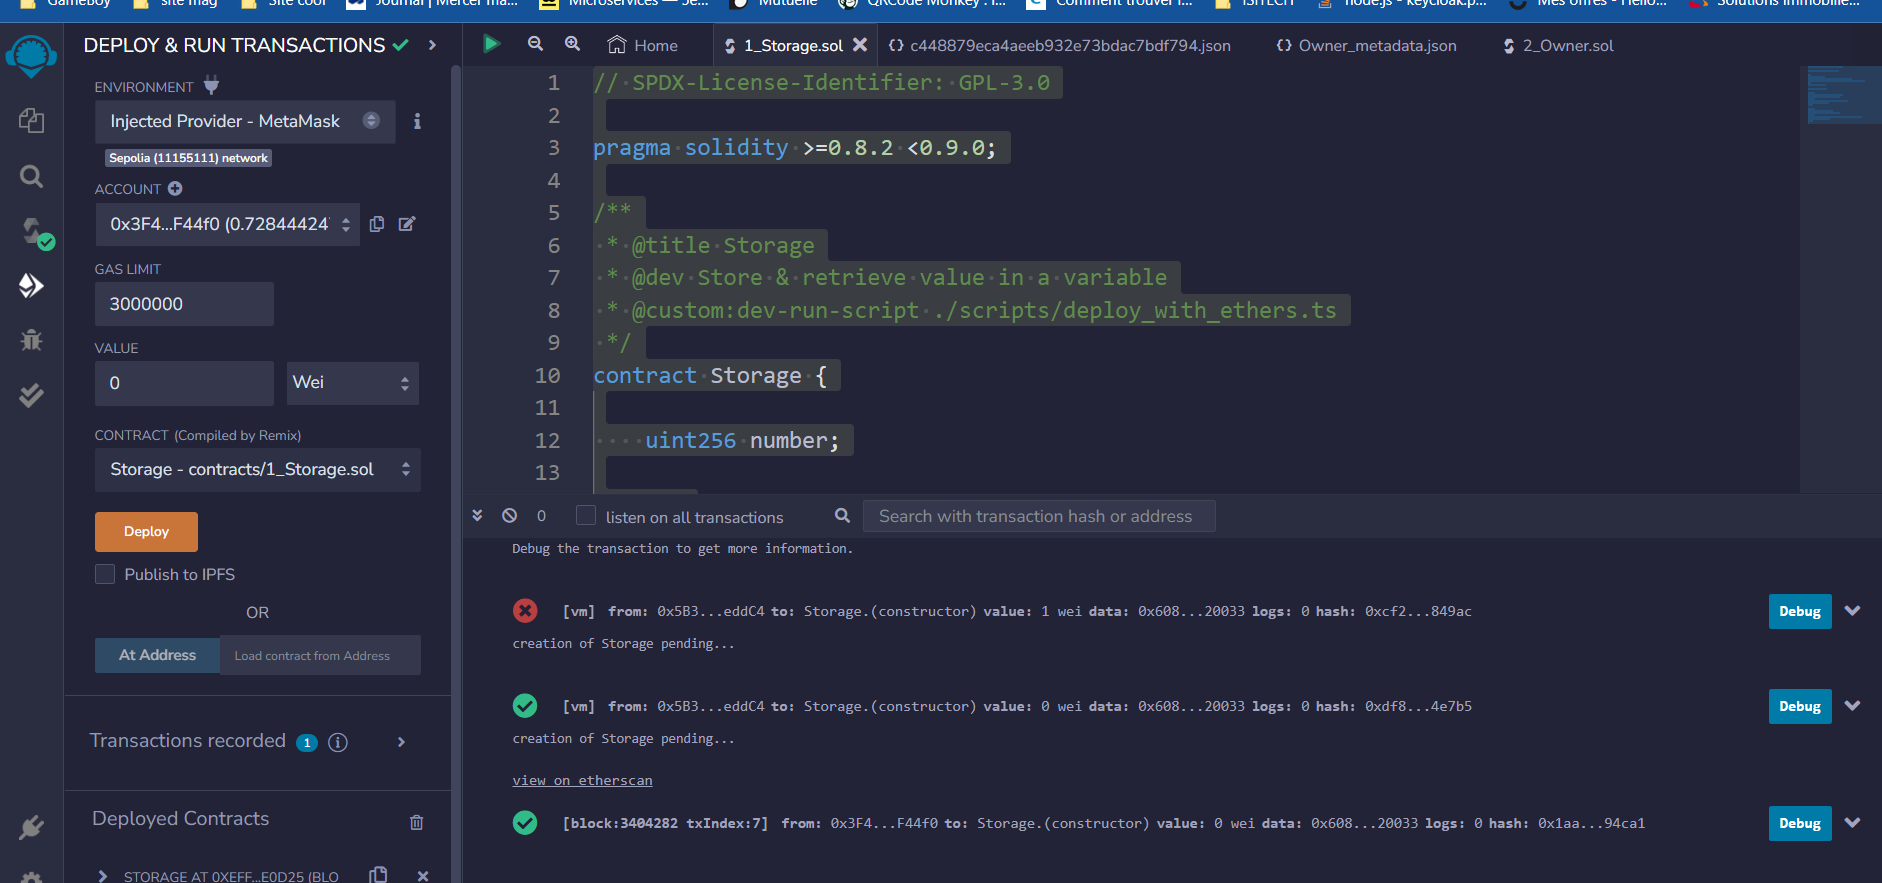 GameBoy
site mag
Site cool
Journal | Mercer ma...
Microservices — Je...
Mutuelle
QRCode Monkey : l...
Comment trouver l...
ISITECH
node.js - keycloak.p...
Mes offres - Hello...
Solutions immobiliè...
DEPLOY & RUN TRANSACTIONS
ENVIRONMENT
Injected Provider - MetaMask
Sepolia (11155111) network
ACCOUNT
0x3F4...F44f0 (0.72844424
GAS LIMIT
3000000
VALUE
0
Wei
CONTRACT (Compiled by Remix)
Storage - contracts/1_Storage.sol
Deploy
Publish to IPFS
OR
At Address
Load contract from Address
Transactions recorded 1
Deployed Contracts
STORAGE AT 0XEFF...E0D25 (BLO
Home
1_Storage.sol
c448879eca4aeeb932e73bdac7bdf794.json
Owner_metadata.json
2_Owner.sol
1 // SPDX-License-Identifier: GPL-3.0
2
3 pragma solidity >=0.8.2 <0.9.0;
4
5 /**
6 * @title Storage
7 * @dev Store & retrieve value in a variable
8 * @custom:dev-run-script ./scripts/deploy_with_ethers.ts
9 */
10 contract Storage {
11
12 uint256 number;
13
0
listen on all transactions
Search with transaction hash or address
Debug the transaction to get more information.
[vm] from: 0x5B3...eddC4 to: Storage.(constructor) value: 1 wei data: 0x608...20033 logs: 0 hash: 0xcf2...849ac
Debug
creation of Storage pending...
[vm] from: 0x5B3...eddC4 to: Storage.(constructor) value: 0 wei data: 0x608...20033 logs: 0 hash: 0xdf8...4e7b5
Debug
creation of Storage pending...
view on etherscan
[block:3404282 txIndex:7] from: 0x3F4...F44f0 to: Storage.(constructor) value: 0 wei data: 0x608...20033 logs: 0 hash: 0x1aa...94ca1
Debug